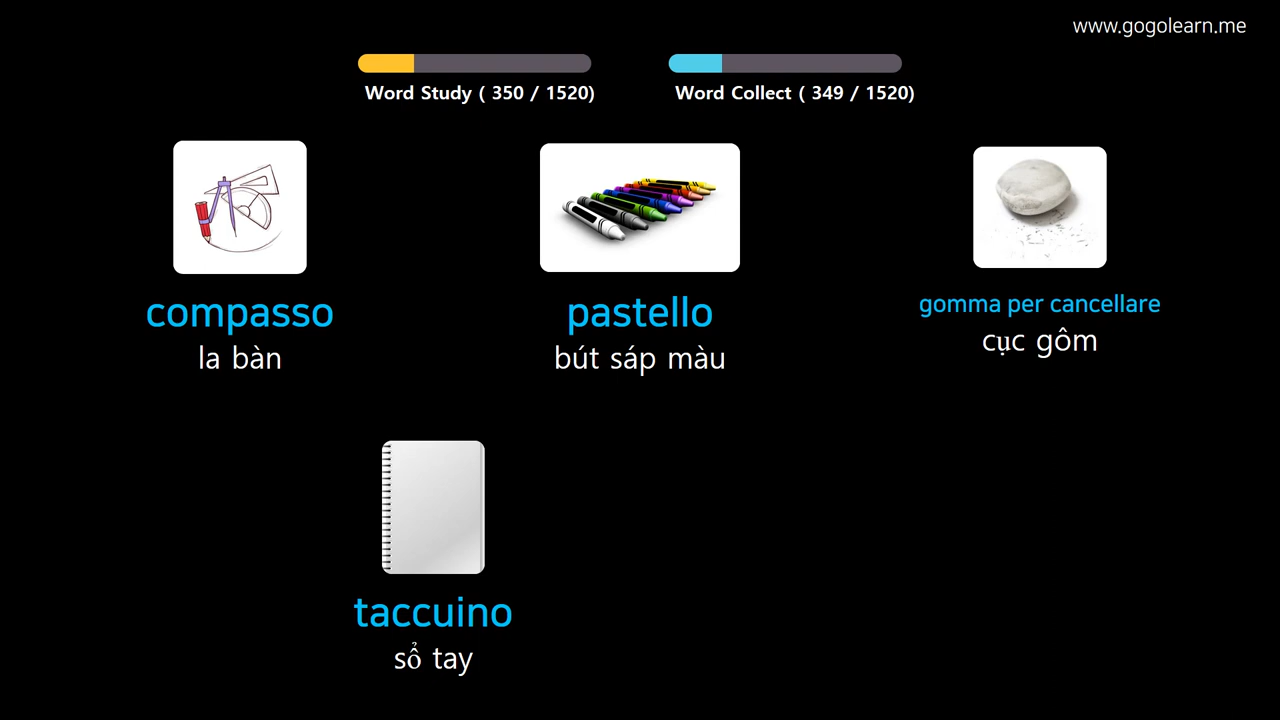 www.gogolearn.me
Word Study ( 350 / 1520)
Word Collect ( 349 / 1520)
compasso
la bàn
pastello
bút sáp màu
gomma per cancellare
cục gôm
taccuino
sổ tay